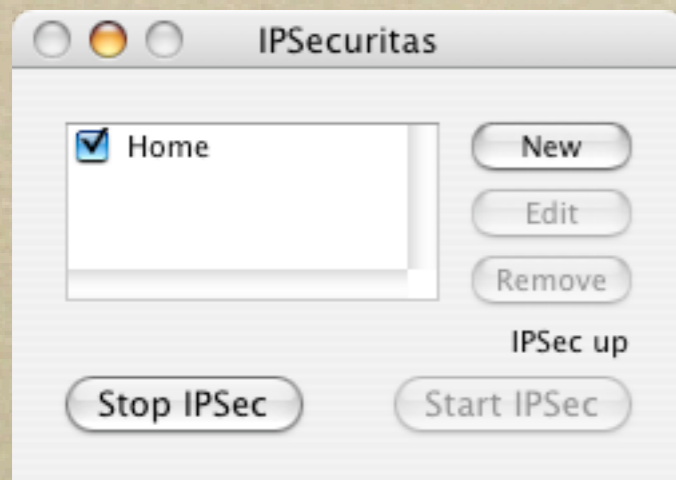 IPSecuritas
Home
New
Edit
Remove
IPSec up
Stop IPSec
Start IPSec